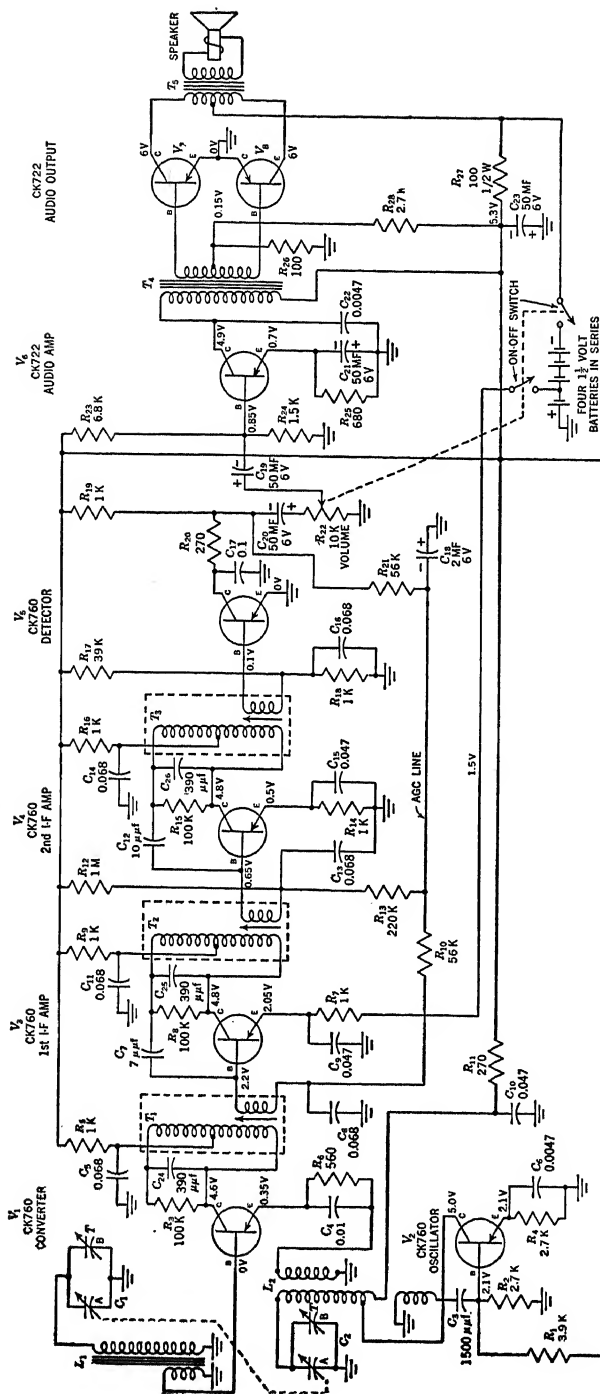 V1
CK760
CONVERTER
V3
CK760
1st I-F AMP
V4
CK760
2nd I-F AMP
V5
CK760
DETECTOR
V6
CK722
AUDIO AMP
CK722
AUDIO OUTPUT
SPEAKER
T5
6V
C
V7
B
E
0V
0.15V
E
C
V8
B
6V
T4
R26
100
R28
2.7 h
R27
100
1/2 W
5.3V
C23
50 MF
6V
R23
6.8 K
4.9V
C
E
0.7V
B
0.85V
R24
1.5 K
R25
680
C21
50 MF
6V
C22
0.0047
C19
50 MF
6V
R19
1 K
R20
270
C17
0.1
C
E
0V
0.1V
B
C20
50 MF
6V
R22
10 K
VOLUME
R21
56 K
C18
2 MF
6V
ON-OFF SWITCH
FOUR 1½ VOLT
BATTERIES IN SERIES
R17
39 K
R16
1 K
C14
0.068
T3
C16
0.068
R18
1 K
C12
10 μμf
C26
390
μμf
R15
100 K
4.8V
C
E
0.5V
B
0.65V
C15
0.047
R14
1 K
C13
0.068
R12
1 M
R13
220 K
AGC LINE
1.5V
R9
1 K
C11
0.068
T2
C7
7 μμf
C25
390
μμf
R8
100 K
4.8V
C
E
2.05V
B
2.2V
R7
1 K
C9
0.047
R10
56 K
C8
0.068
R5
1 K
C5
0.068
T1
C24
390
μμf
R3
100 K
4.6V
C
E
0.35V
B
0V
R6
560
C4
0.01
R11
270
C10
0.047
L1
A
T
B
C1
L2
A
T
B
C2
V2
CK760
OSCILLATOR
5.0V
C
E
2.1V
B
2.1V
C6
0.0047
R4
2.7 K
C3
1500 μμf
R2
2.7 K
R1
3.9 K